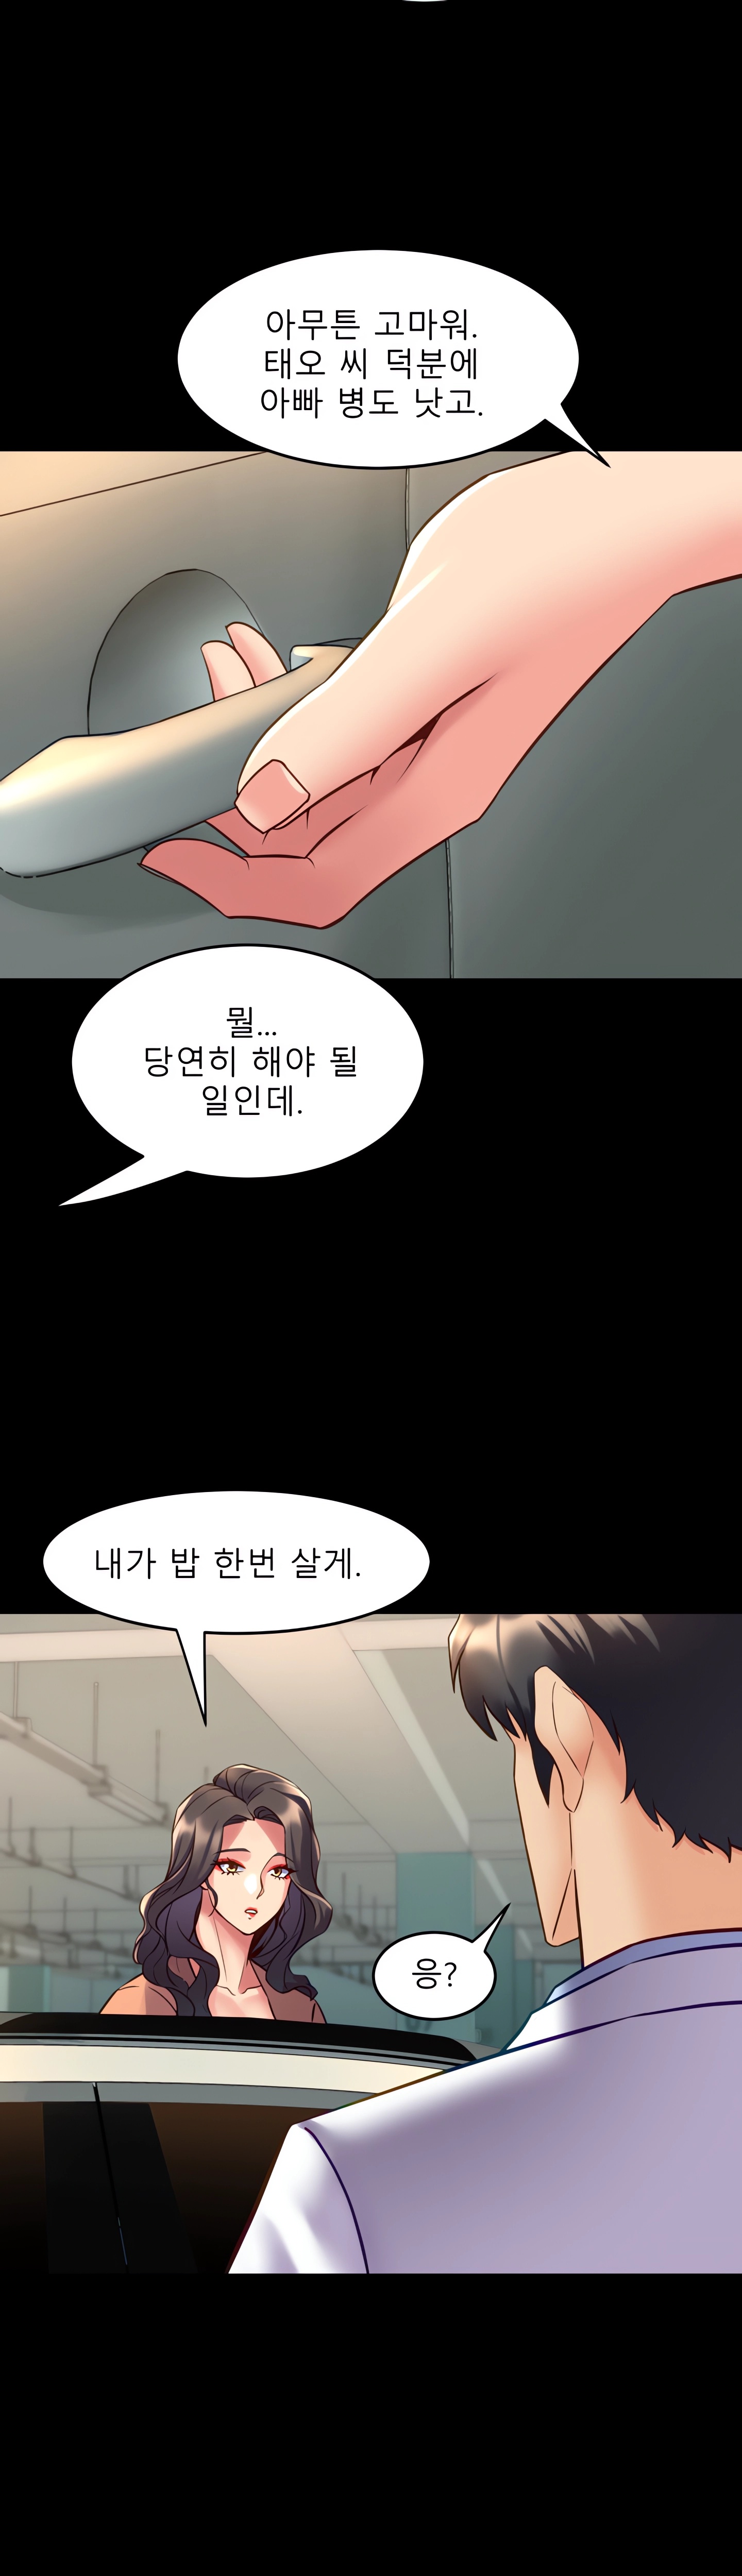 아무튼 고마워.
태오 씨 덕분에
아빠 병도 낫고.
뭘...
당연히 해야 될
일인데.
내가 밥 한번 살게.
응?